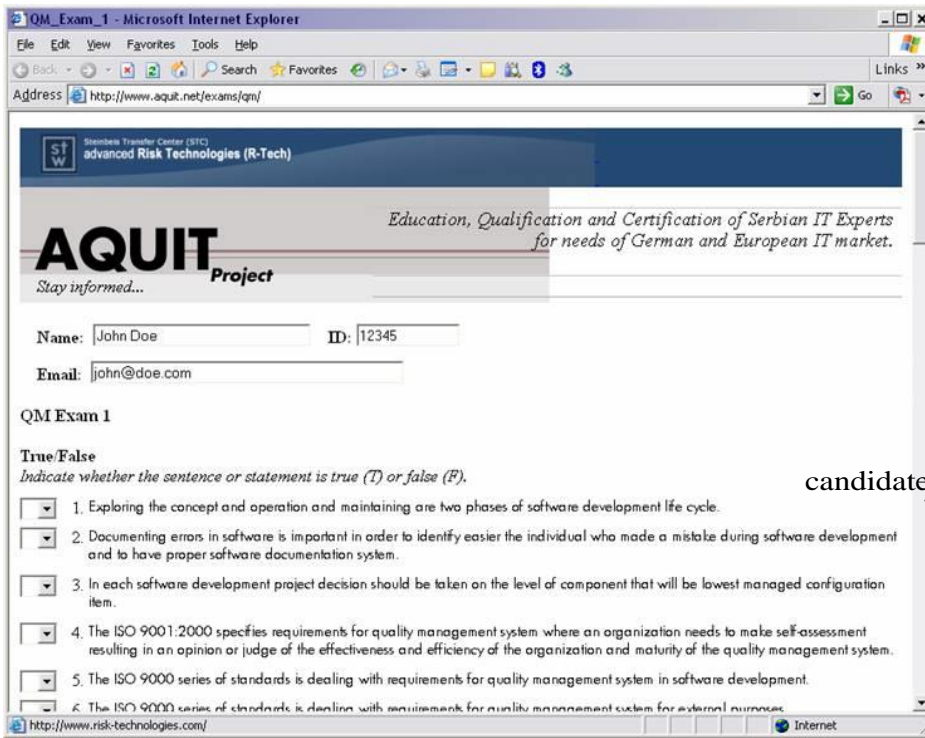 QM_Exam_1 - Microsoft Internet Explorer
File Edit View Favorites Tools Help
Back Search Favorites Links »
Address http://www.aquit.net/exams/qm/ Go
st w
Steinbeis Transfer Center (STC)
advanced Risk Technologies (R-Tech)
Education, Qualification and Certification of Serbian IT Experts
for needs of German and European IT market.
AQUIT Project
Stay informed...
Name: John Doe ID: 12345
Email: john@doe.com
QM Exam 1
True/False
Indicate whether the sentence or statement is true (T) or false (F).
candidate
1. Exploring the concept and operation and maintaining are two phases of software development life cycle.
2. Documenting errors in software is important in order to identify easier the individual who made a mistake during software development
and to have proper software documentation system.
3. In each software development project decision should be taken on the level of component that will be lowest managed configuration
item.
4. The ISO 9001:2000 specifies requirements for quality management system where an organization needs to make self-assessment
resulting in an opinion or judge of the effectiveness and efficiency of the organization and maturity of the quality management system.
5. The ISO 9000 series of standards is dealing with requirements for quality management system in software development.
6. The ISO 9000 series of standards is dealing with requirements for quality management system for external purposes
http://www.risk-technologies.com/ Internet